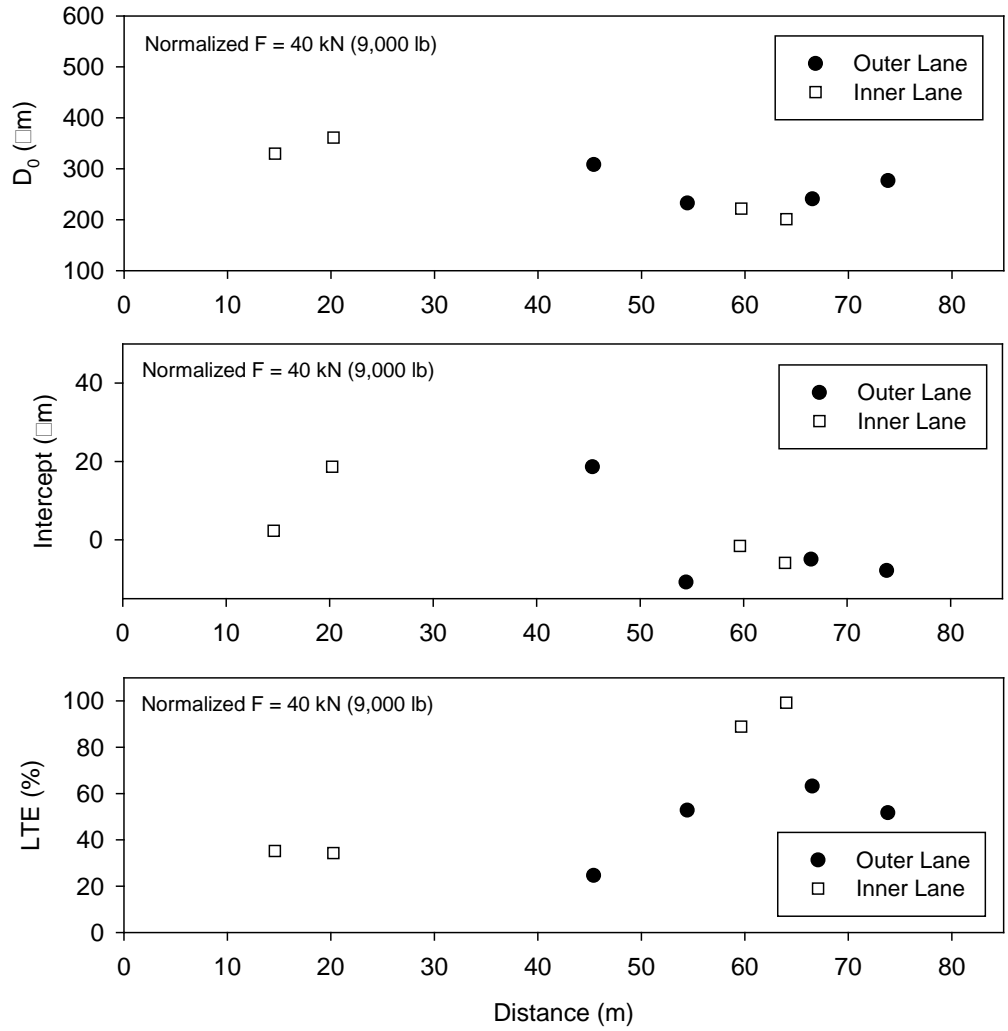 600
500
400
300
200
100
D0 (□m)
Normalized F = 40 kN (9,000 lb)
Outer Lane
Inner Lane
0 10 20 30 40 50 60 70 80
40
20
0
Intercept (□m)
Normalized F = 40 kN (9,000 lb)
Outer Lane
Inner Lane
0 10 20 30 40 50 60 70 80
100
80
60
40
20
0
LTE (%)
Normalized F = 40 kN (9,000 lb)
Outer Lane
Inner Lane
0 10 20 30 40 50 60 70 80
Distance (m)